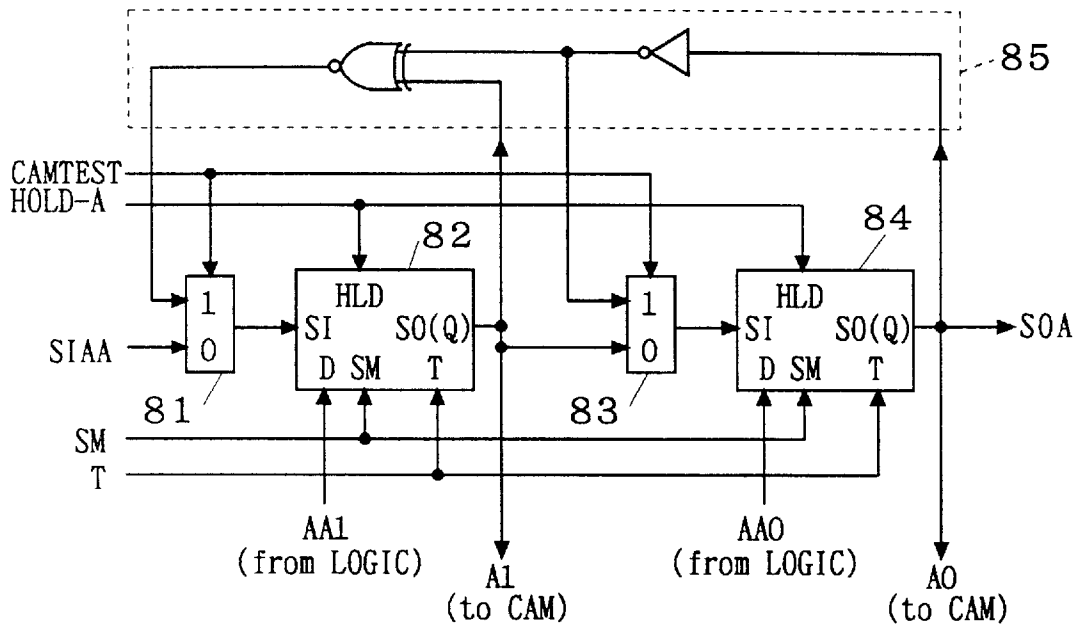 85
CAMTEST
HOLD-A
82
84
1
HLD
1
HLD
SI
SO(Q)
SI
SO(Q)
SOA
SIAA
0
D
SM
T
0
D
SM
T
81
83
SM
T
AA1
(from LOGIC)
A1
(to CAM)
AA0
(from LOGIC)
A0
(to CAM)